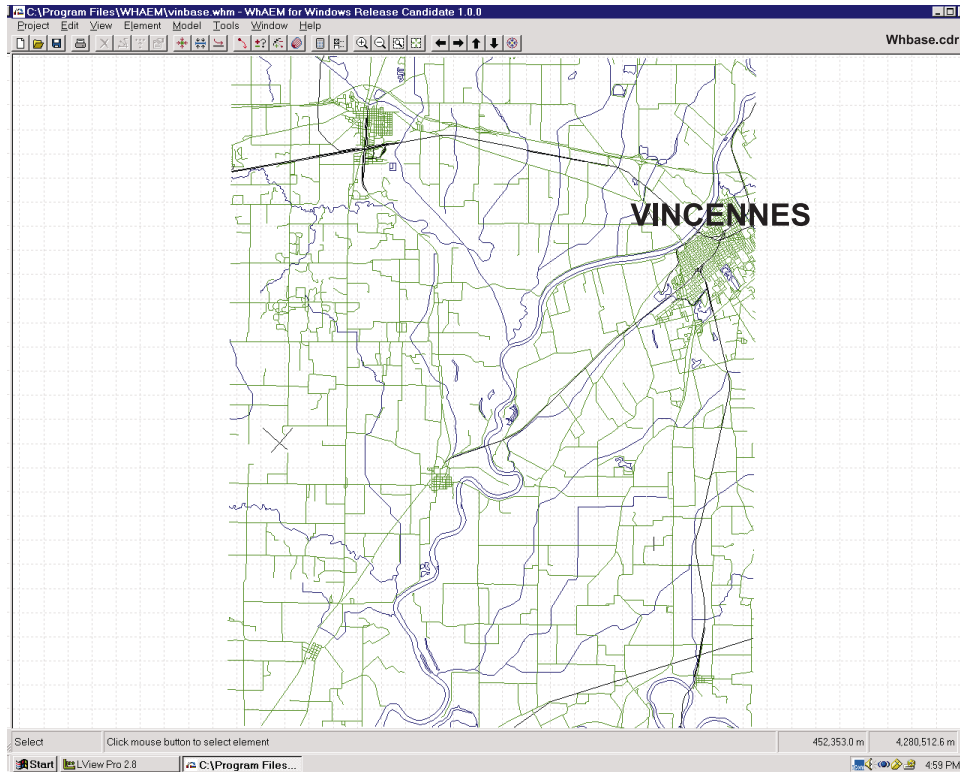 C:\Program Files\WHAEM\vinbase.whm - WhAEM for Windows Release Candidate 1.0.0
Project Edit View Element Model Tools Window Help
Whbase.cdr
VINCENNES
Select Click mouse button to select element 452,353.0 m 4,280,512.6 m
Start LView Pro 2.8 C:\Program Files... 4:59 PM